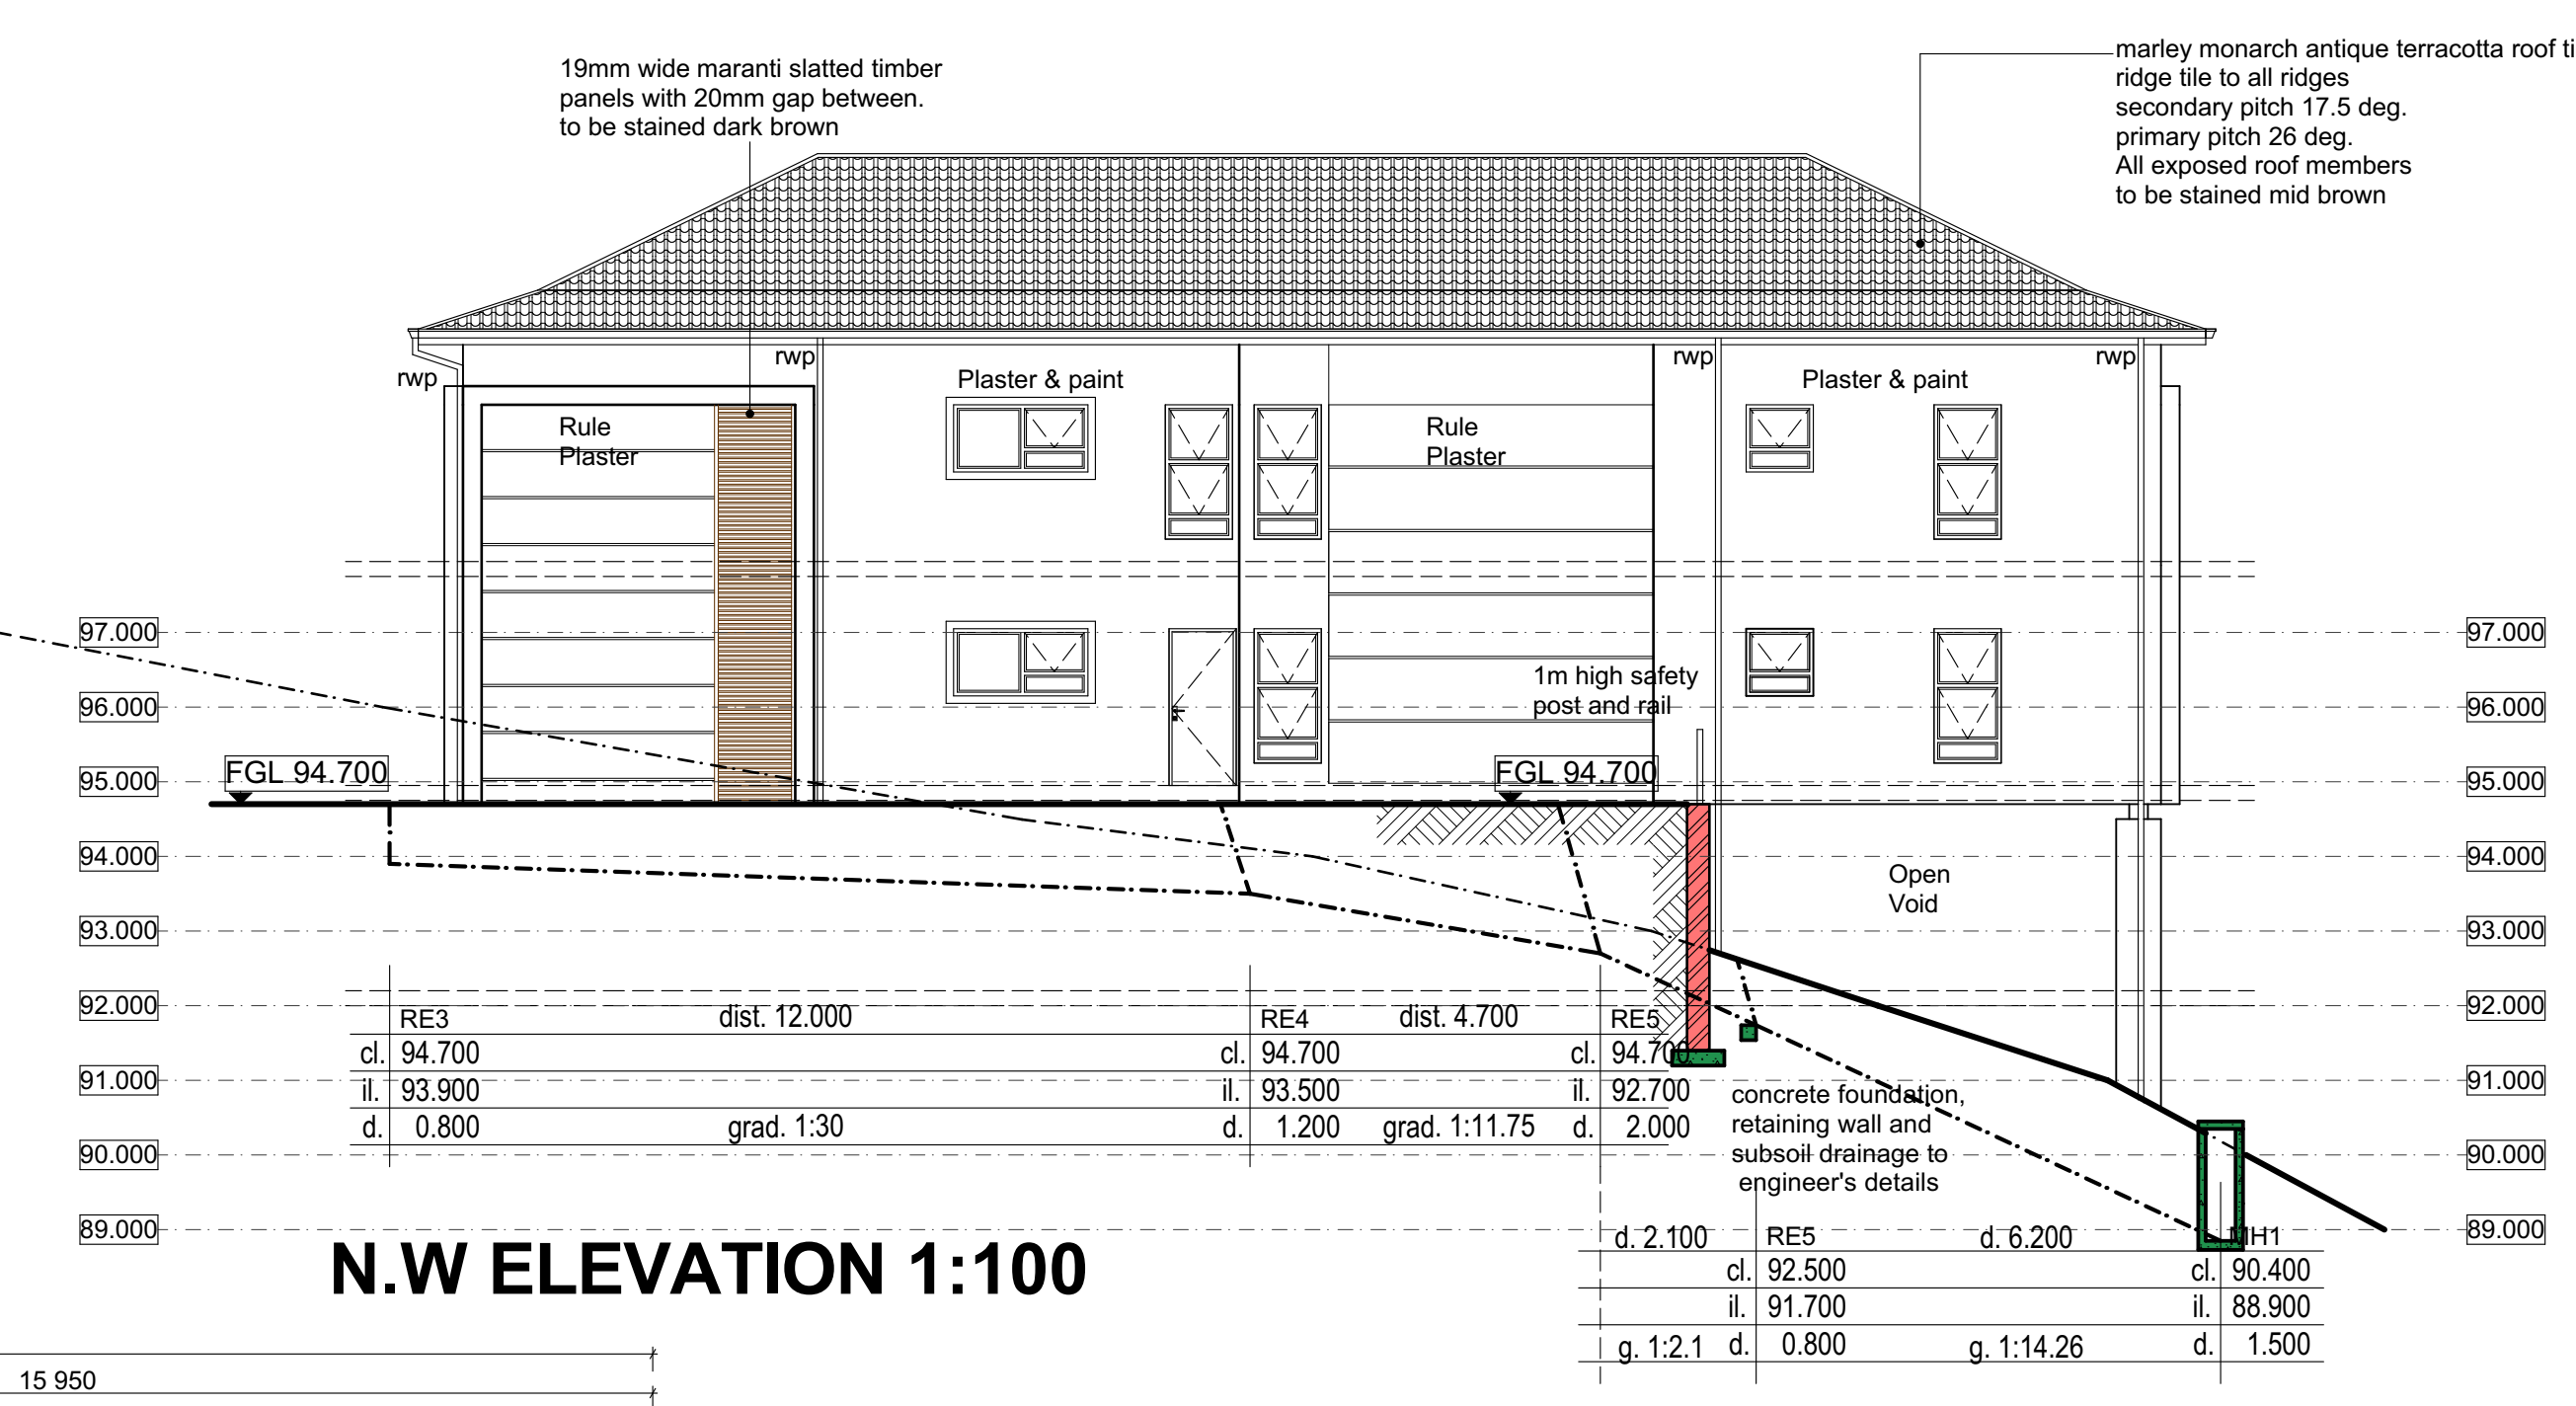 19mm wide maranti slatted timber
panels with 20mm gap between.
to be stained dark brown
marley monarch antique terracotta roof ti
ridge tile to all ridges
secondary pitch 17.5 deg.
primary pitch 26 deg.
All exposed roof members
to be stained mid brown
rwp
rwp
rwp
rwp
Plaster & paint
Plaster & paint
Rule
Plaster
Rule
Plaster
97.000
97.000
1m high safety
post and rail
96.000
96.000
FGL 94.700
FGL 94.700
95.000
95.000
94.000
94.000
Open
Void
93.000
93.000
92.000
92.000
RE3 dist. 12.000 RE4 dist. 4.700 RE5
cl. 94.700 cl. 94.700 cl. 94.700
91.000
91.000
il. 93.900 il. 93.500 il. 92.700
d. 0.800 grad. 1:30 d. 1.200 grad. 1:11.75 d. 2.000
concrete foundation,
retaining wall and
subsoil drainage to
engineer's details
90.000
90.000
89.000
89.000
d. 2.100 RE5 d. 6.200 MH1
cl. 92.500 cl. 90.400
il. 91.700 il. 88.900
g. 1:2.1 d. 0.800 g. 1:14.26 d. 1.500
N.W ELEVATION 1:100
15 950